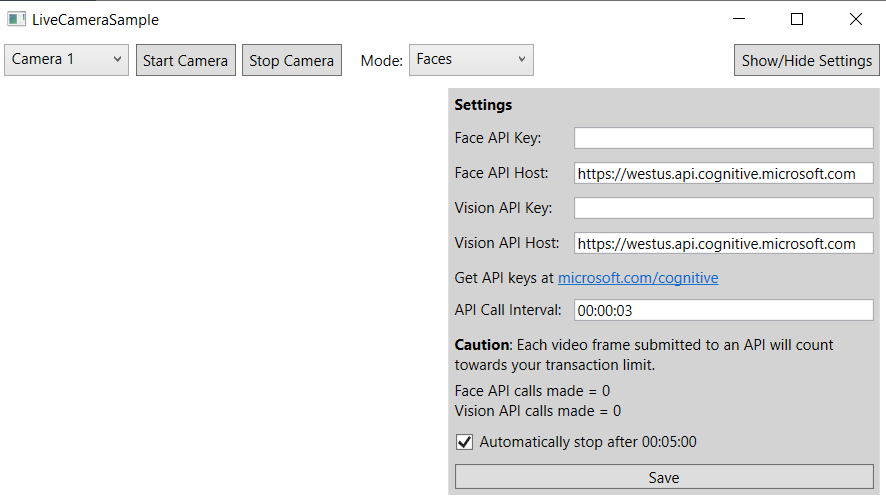 LiveCameraSample
Camera 1 Start Camera Stop Camera Mode: Faces Show/Hide Settings
Settings
Face API Key:
Face API Host: https://westus.api.cognitive.microsoft.com
Vision API Key:
Vision API Host: https://westus.api.cognitive.microsoft.com
Get API keys at microsoft.com/cognitive
API Call Interval: 00:00:03
Caution: Each video frame submitted to an API will count
towards your transaction limit.
Face API calls made = 0
Vision API calls made = 0
Automatically stop after 00:05:00
Save